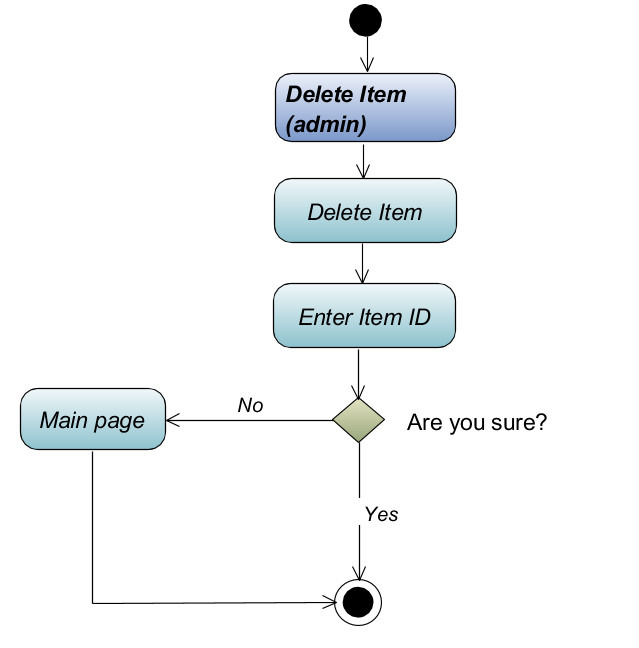 Delete Item
(admin)
Delete Item
Enter Item ID
No
Main page
Are you sure?
Yes